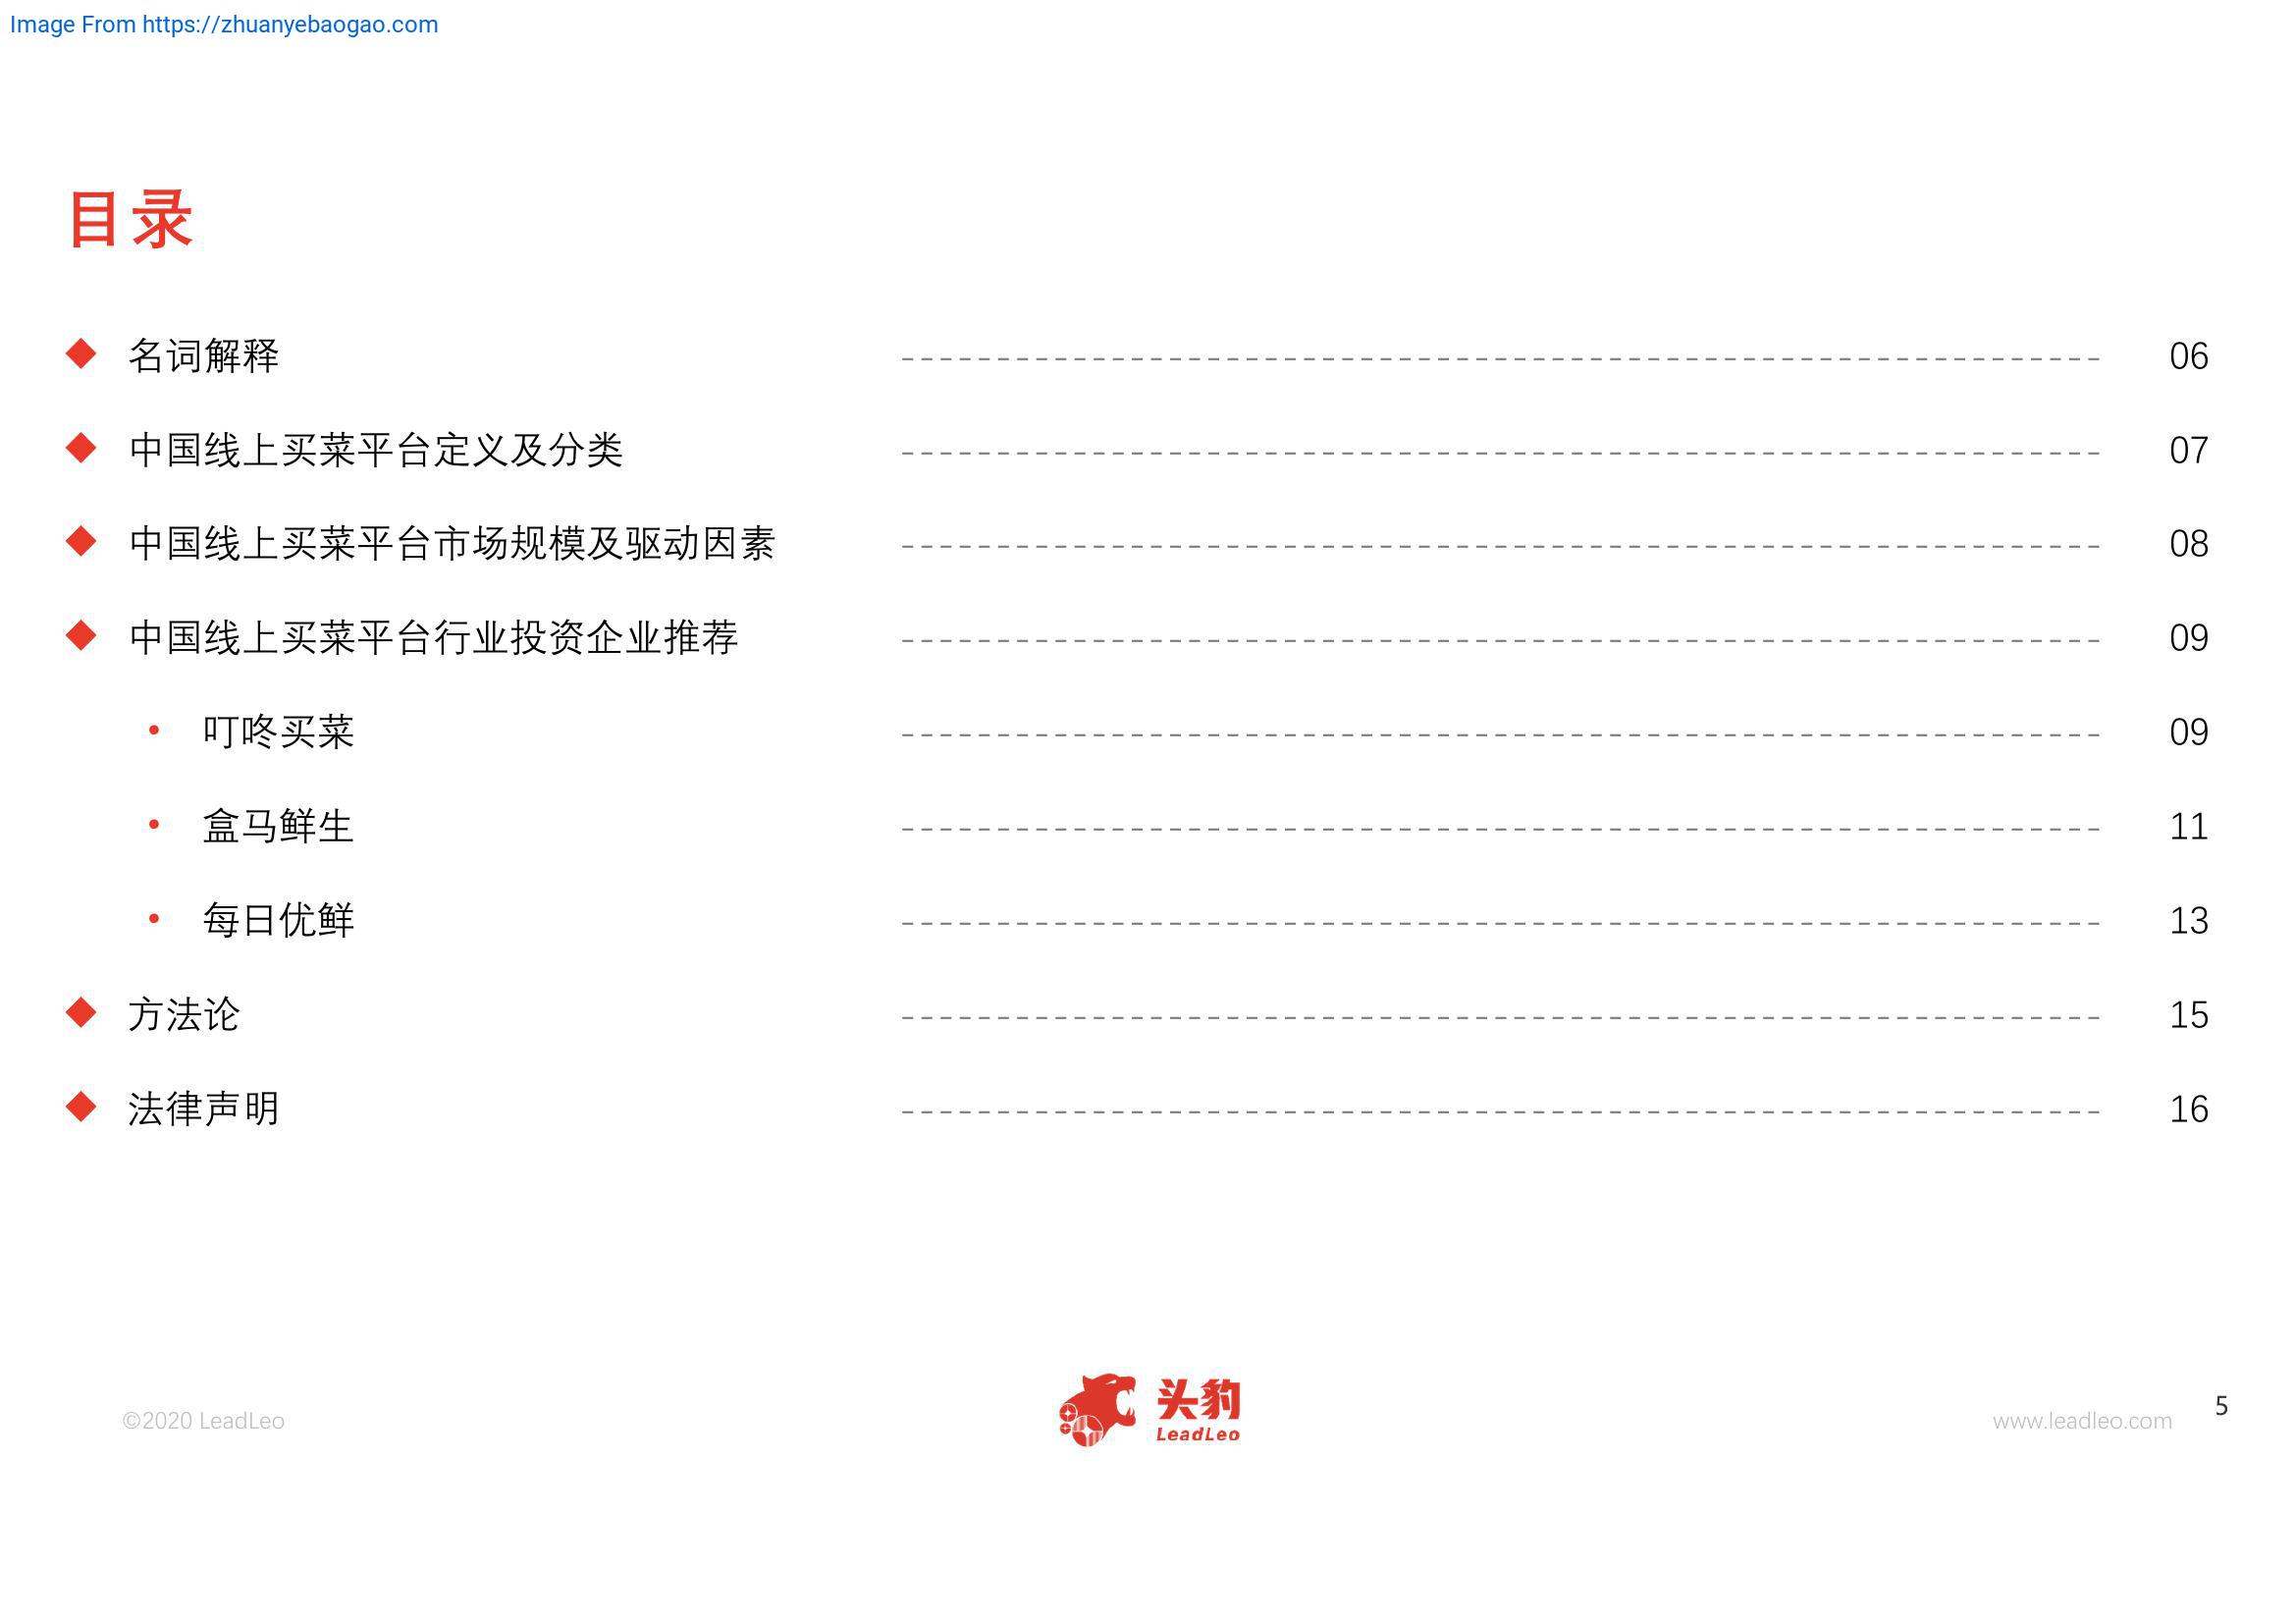 Image From https://zhuanyebaogao.com
目录
名词解释 06
中国线上买菜平台定义及分类 07
中国线上买菜平台市场规模及驱动因素 08
中国线上买菜平台行业投资企业推荐 09
叮咚买菜 09
盒马鲜生 11
每日优鲜 13
方法论 15
法律声明 16
©2020 LeadLeo
头豹
LeadLeo
www.leadleo.com
5